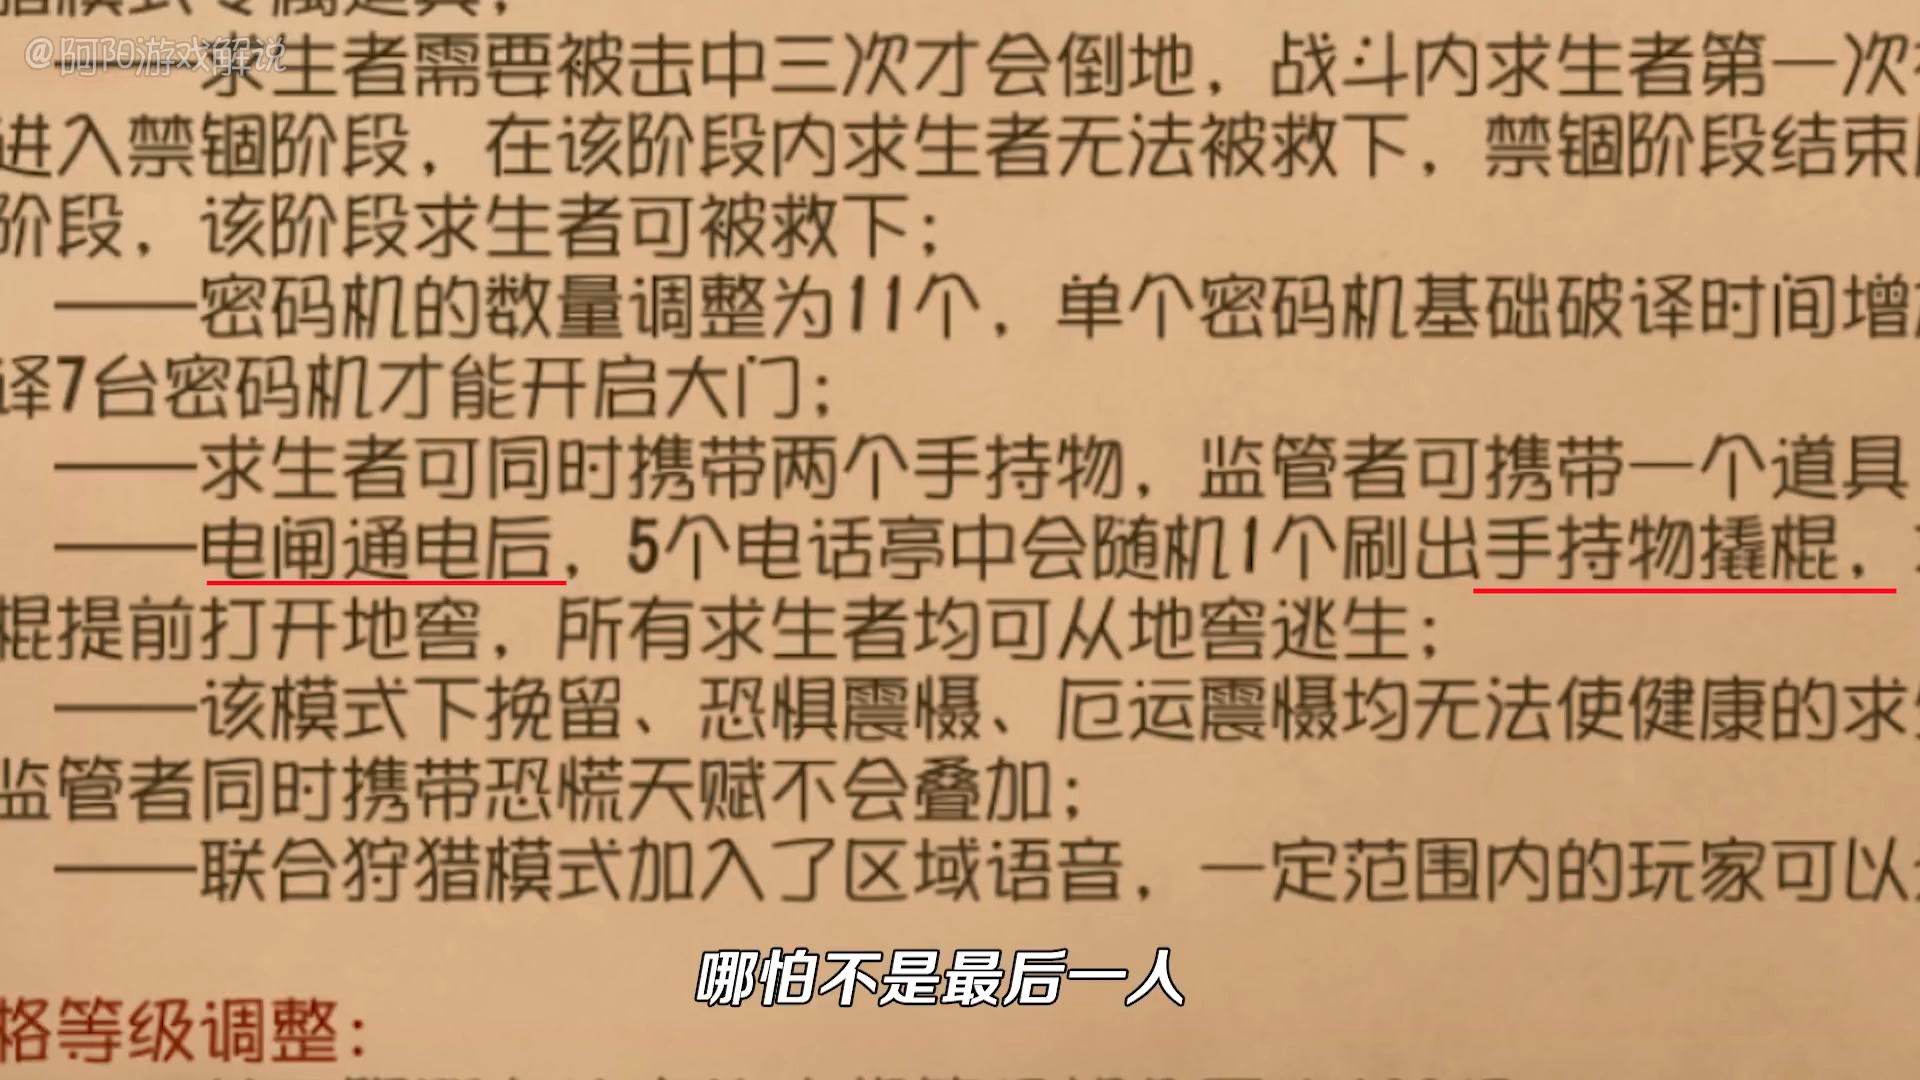 猎模式专属道具；
@阿阳游戏解说
——求生者需要被击中三次才会倒地，战斗内求生者第一次
进入禁锢阶段，在该阶段内求生者无法被救下，禁锢阶段结束
阶段，该阶段求生者可被救下；
——密码机的数量调整为11个，单个密码机基础破译时间增
译7台密码机才能开启大门；
——求生者可同时携带两个手持物，监管者可携带一个道具
——电闸通电后，5个电话亭中会随机1个刷出手持物撬棍，
棍提前打开地窖，所有求生者均可从地窖逃生；
——该模式下挽留、恐惧震慑、厄运震慑均无法使健康的求
监管者同时携带恐慌天赋不会叠加；
——联合狩猎模式加入了区域语音，一定范围内的玩家可以
哪怕不是最后一人
格等级调整：